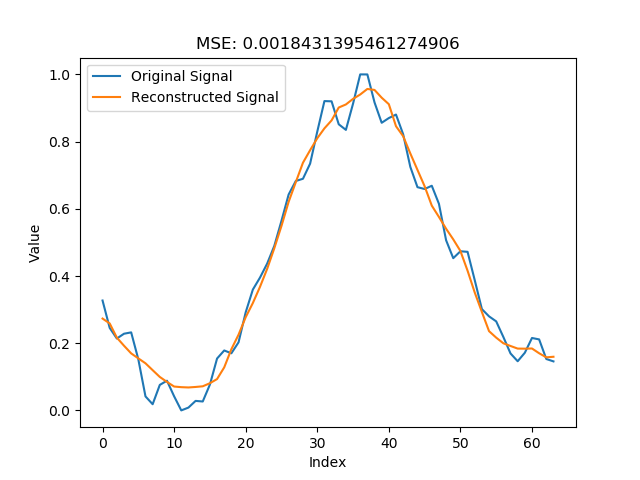 MSE: 0.0018431395461274906
Original Signal
Reconstructed Signal
1.0
0.8
0.6
0.4
0.2
0.0
Value
0 10 20 30 40 50 60
Index